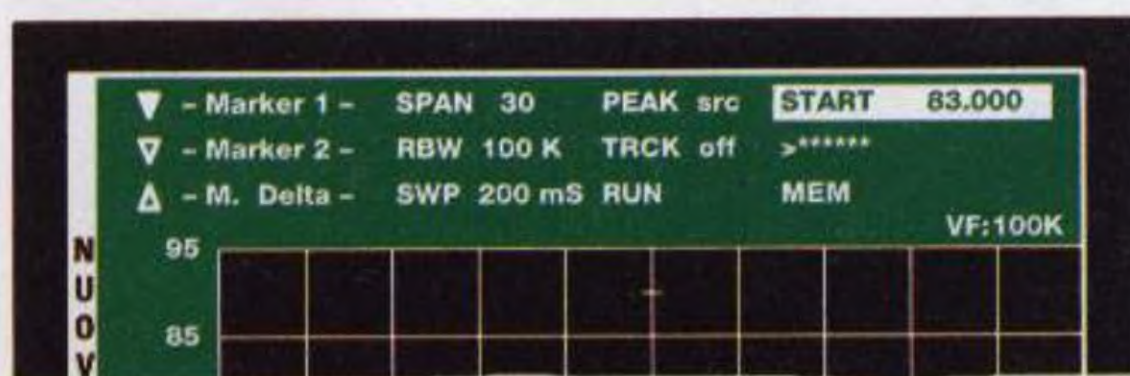 ▼ – Marker 1 – SPAN 30 PEAK src START 83.000
▽ – Marker 2 – RBW 100 K TRCK off >******
△ – M. Delta – SWP 200 mS RUN MEM
VF:100K
95
85
NUOV